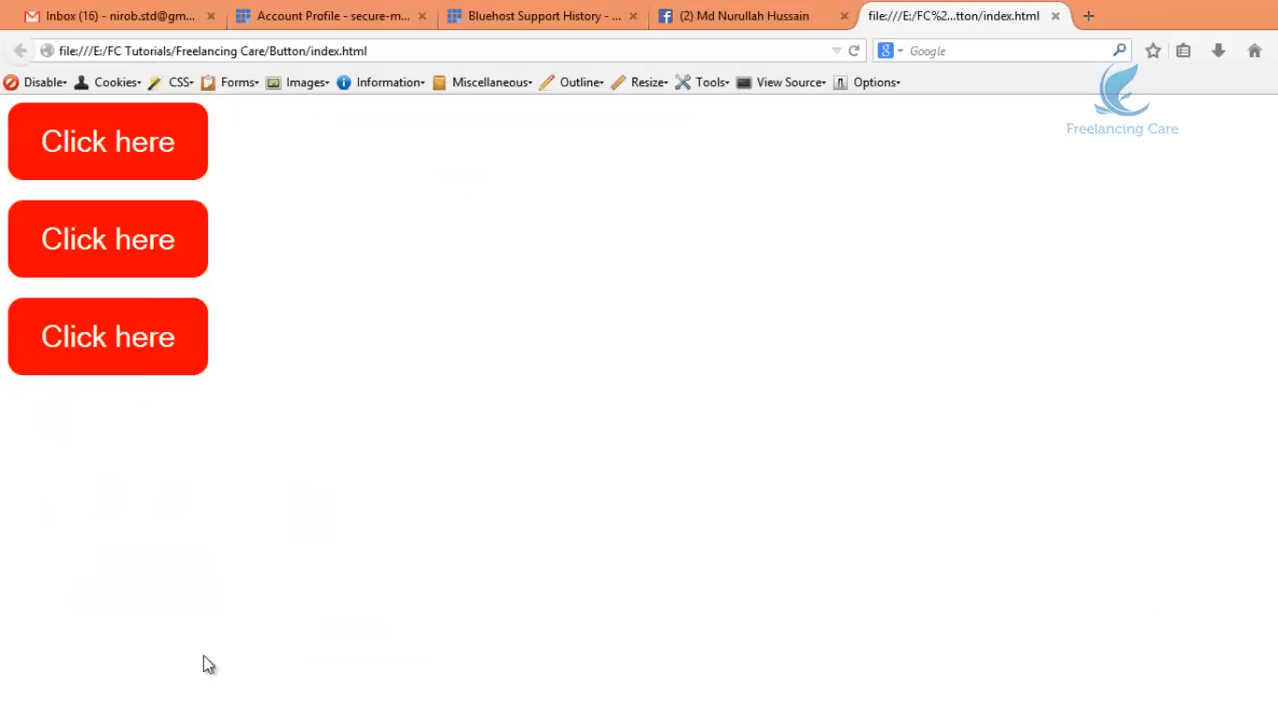 Inbox (16) - nirob.std@gm... Account Profile - secure-m... Bluehost Support History - ... (2) Md Nurullah Hussain file:///E:/FC%2...tton/index.html
file:///E:/FC Tutorials/Freelancing Care/Button/index.html Google
Disable Cookies CSS Forms Images Information Miscellaneous Outline Resize Tools View Source Options
Freelancing Care
Click here
Click here
Click here